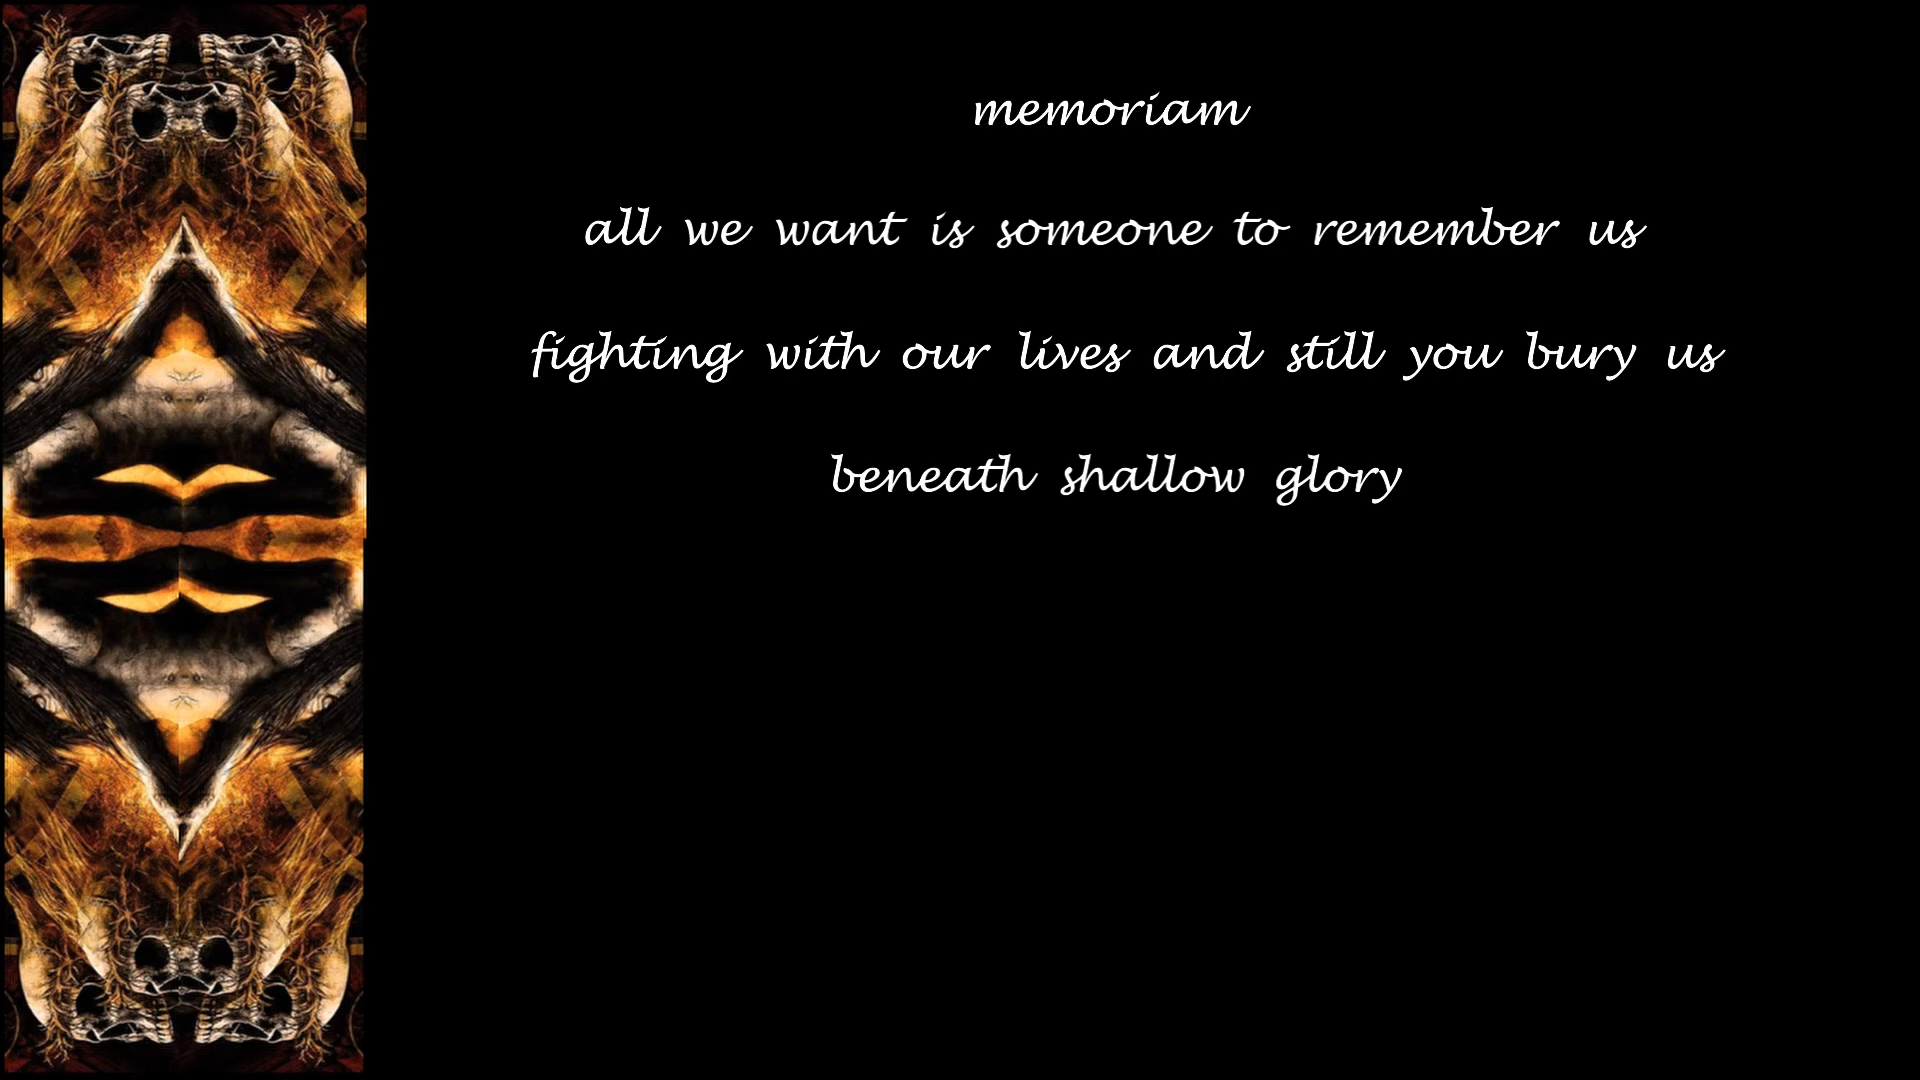 memoriam
all we want is someone to remember us
fighting with our lives and still you bury us
beneath shallow glory